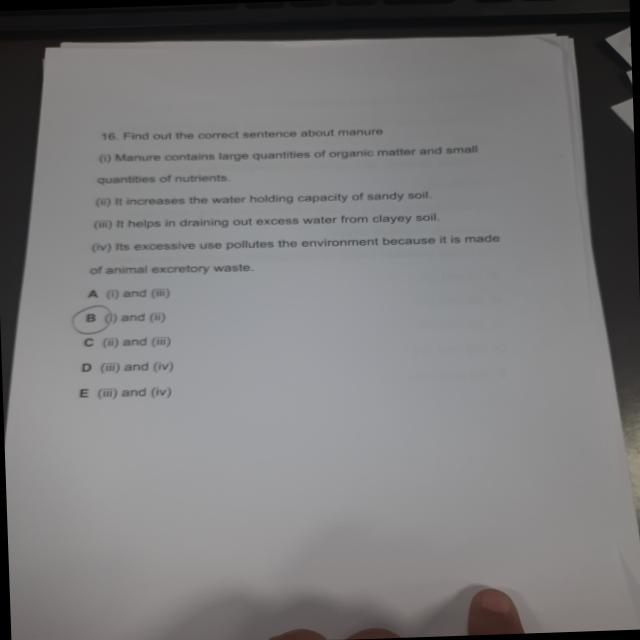 16. Find out the correct sentence about manure
(i) Manure contains large quantities of organic matter and small
quantities of nutrients.
(ii) It increases the water holding capacity of sandy soil.
(iii) It helps in draining out excess water from clayey soil.
(iv) Its excessive use pollutes the environment because it is made
of animal excretory waste.
A (i) and (iii)
B (i) and (ii)
C (ii) and (iii)
D (iii) and (iv)
E (iii) and (iv)